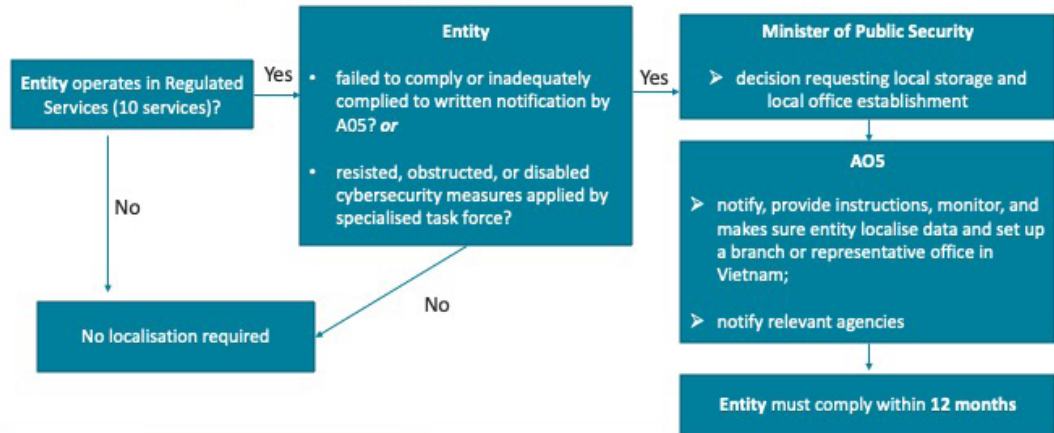 Entity operates in Regulated
Services (10 services)?
Yes
No
Entity
• failed to comply or inadequately
complied to written notification by
A05? or
• resisted, obstructed, or disabled
cybersecurity measures applied by
specialised task force?
Yes
No
No localisation required
Minister of Public Security
➢ decision requesting local storage and
local office establishment
AO5
➢ notify, provide instructions, monitor, and
makes sure entity localise data and set up
a branch or representative office in
Vietnam;
➢ notify relevant agencies
Entity must comply within 12 months